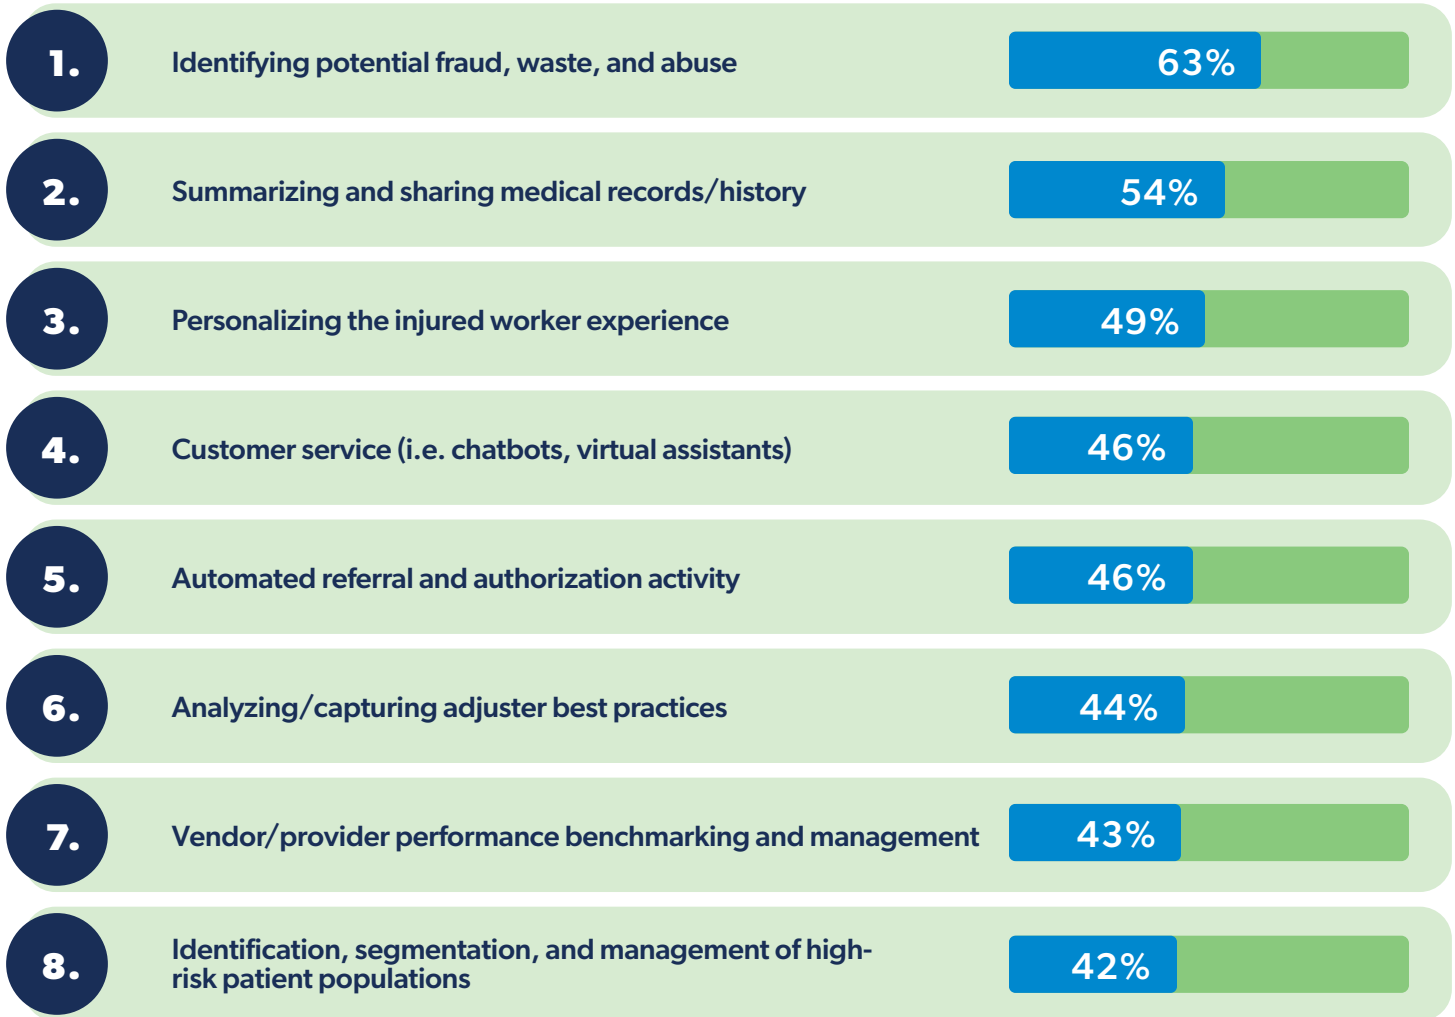 1.
Identifying potential fraud, waste, and abuse
63%
2.
Summarizing and sharing medical records/history
54%
3.
Personalizing the injured worker experience
49%
4.
Customer service (i.e. chatbots, virtual assistants)
46%
5.
Automated referral and authorization activity
46%
6.
Analyzing/capturing adjuster best practices
44%
7.
Vendor/provider performance benchmarking and management
43%
8.
Identification, segmentation, and management of high-
risk patient populations
42%